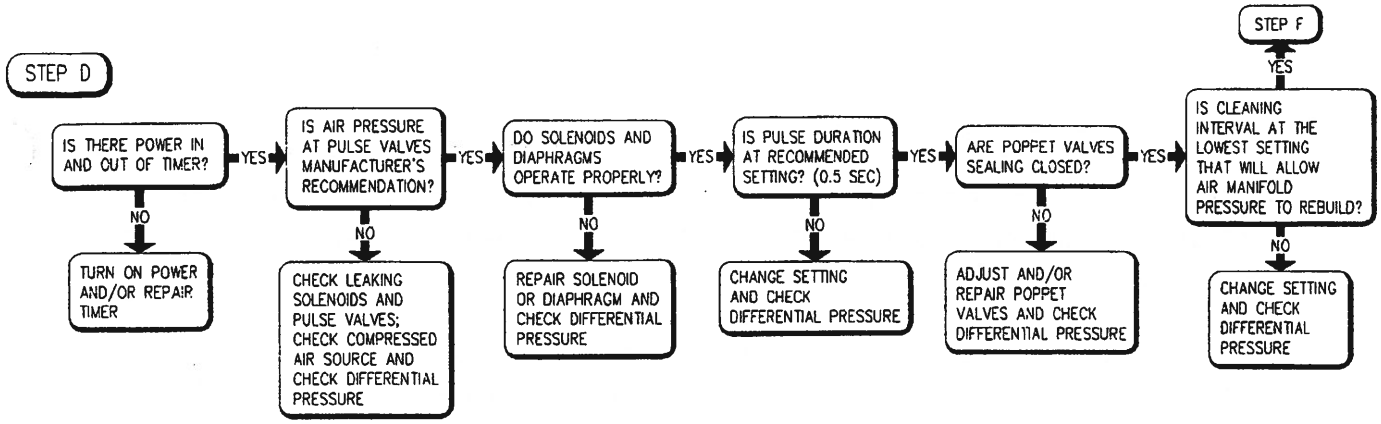 STEP D
IS THERE POWER IN
AND OUT OF TIMER?
YES
NO
TURN ON POWER
AND/OR REPAIR
TIMER
IS AIR PRESSURE
AT PULSE VALVES
MANUFACTURER'S
RECOMMENDATION?
YES
NO
CHECK LEAKING
SOLENOIDS AND
PULSE VALVES;
CHECK COMPRESSED
AIR SOURCE AND
CHECK DIFFERENTIAL
PRESSURE
DO SOLENOIDS AND
DIAPHRAGMS
OPERATE PROPERLY?
YES
NO
REPAIR SOLENOID
OR DIAPHRAGM AND
CHECK DIFFERENTIAL
PRESSURE
IS PULSE DURATION
AT RECOMMENDED
SETTING? (0.5 SEC)
YES
NO
CHANGE SETTING
AND CHECK
DIFFERENTIAL PRESSURE
ARE POPPET VALVES
SEALING CLOSED?
YES
NO
ADJUST AND/OR
REPAIR POPPET
VALVES AND CHECK
DIFFERENTIAL PRESSURE
IS CLEANING
INTERVAL AT THE
LOWEST SETTING
THAT WILL ALLOW
AIR MANIFOLD
PRESSURE TO REBUILD?
YES
STEP F
NO
CHANGE SETTING
AND CHECK
DIFFERENTIAL
PRESSURE